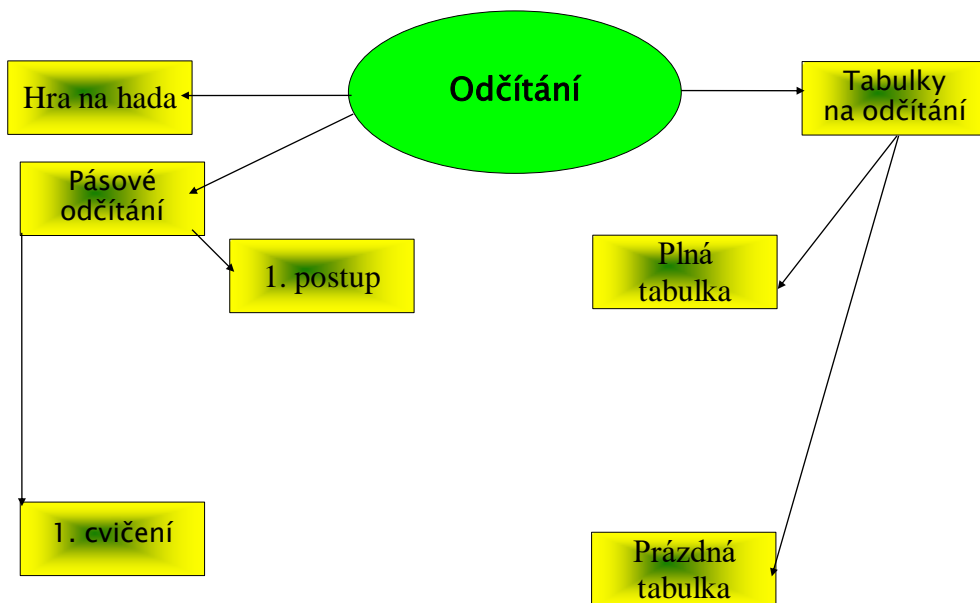 Odčítání
Hra na hada
Tabulky
na odčítání
Pásové
odčítání
1. postup
Plná
tabulka
1. cvičení
Prázdná
tabulka